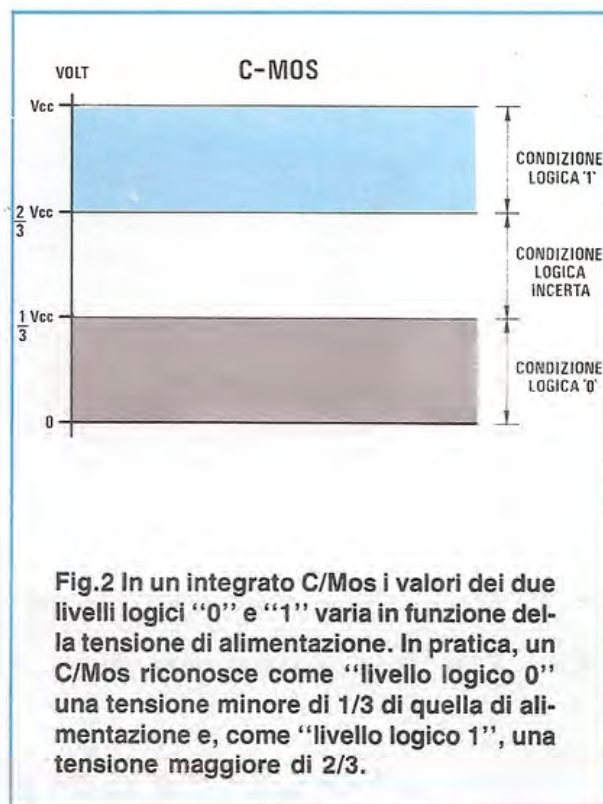 VOLT
C-MOS
Vcc
CONDIZIONE
LOGICA '1'
2/3 Vcc
CONDIZIONE
LOGICA
INCERTA
1/3 Vcc
CONDIZIONE
LOGICA '0'
0
Fig.2 In un integrato C/Mos i valori dei due
livelli logici “0” e “1” varia in funzione del-
la tensione di alimentazione. In pratica, un
C/Mos riconosce come “livello logico 0”
una tensione minore di 1/3 di quella di ali-
mentazione e, come “livello logico 1”, una
tensione maggiore di 2/3.